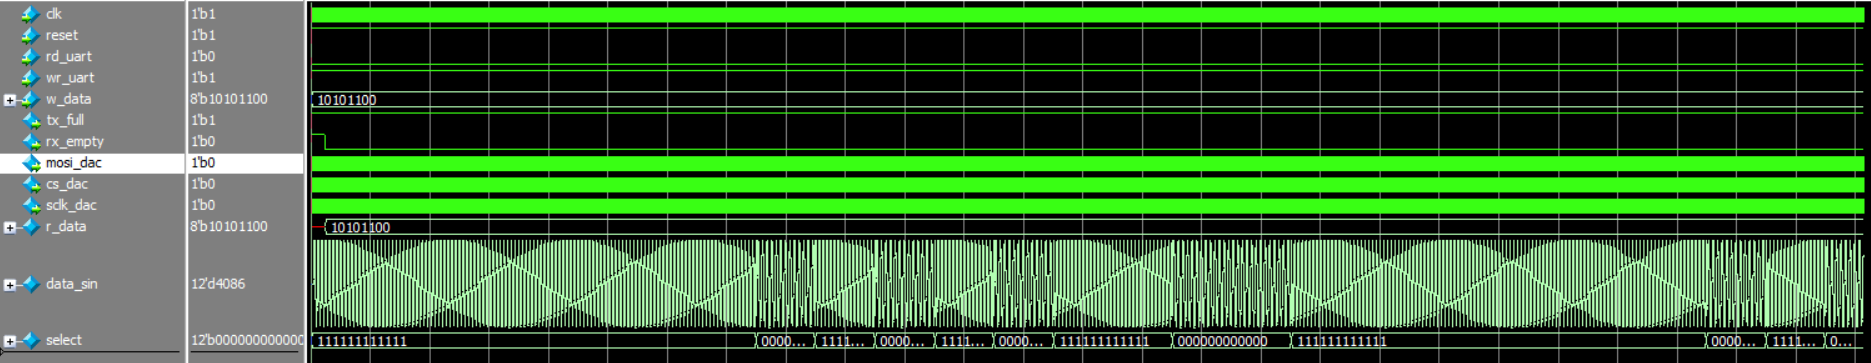 clk 1'b1
reset 1'b1
rd_uart 1'b0
wr_uart 1'b1
w_data 8'b10101100 10101100
tx_full 1'b1
rx_empty 1'b0
mosi_dac 1'b0
cs_dac 1'b0
sclk_dac 1'b0
r_data 8'b10101100 10101100
data_sin 12'd4086
select 12'b000000000000 111111111111 0000... 1111... 0000... 1111... 0000... 111111111111 000000000000 111111111111 0000... 1111... 0...